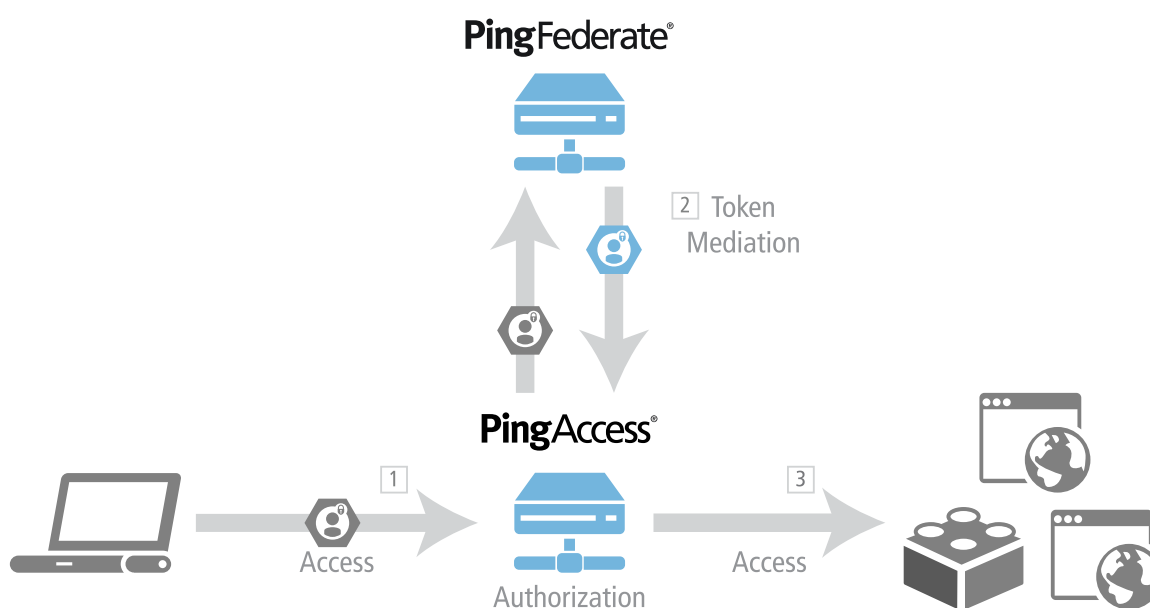 PingFederate®
2 Token
Mediation
PingAccess®
1
3
Access
Access
Authorization